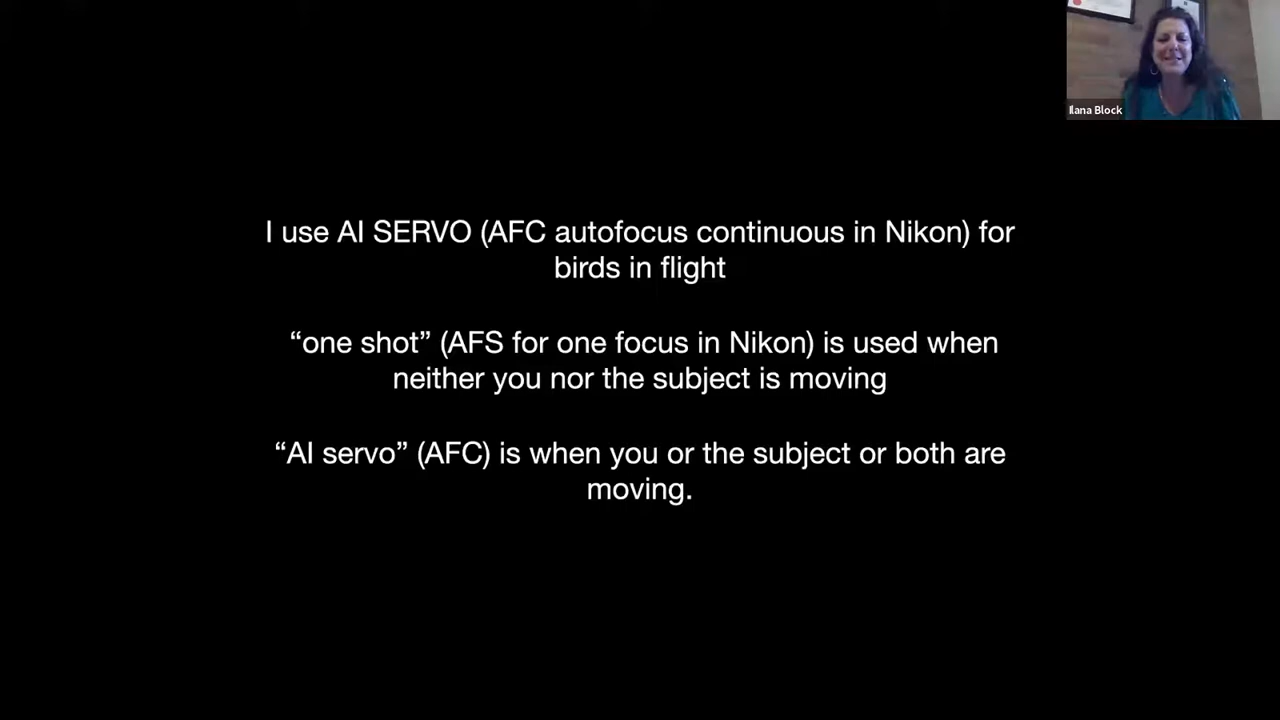 Ilana Block
I use AI SERVO (AFC autofocus continuous in Nikon) for
birds in flight
“one shot” (AFS for one focus in Nikon) is used when
neither you nor the subject is moving
“AI servo” (AFC) is when you or the subject or both are
moving.